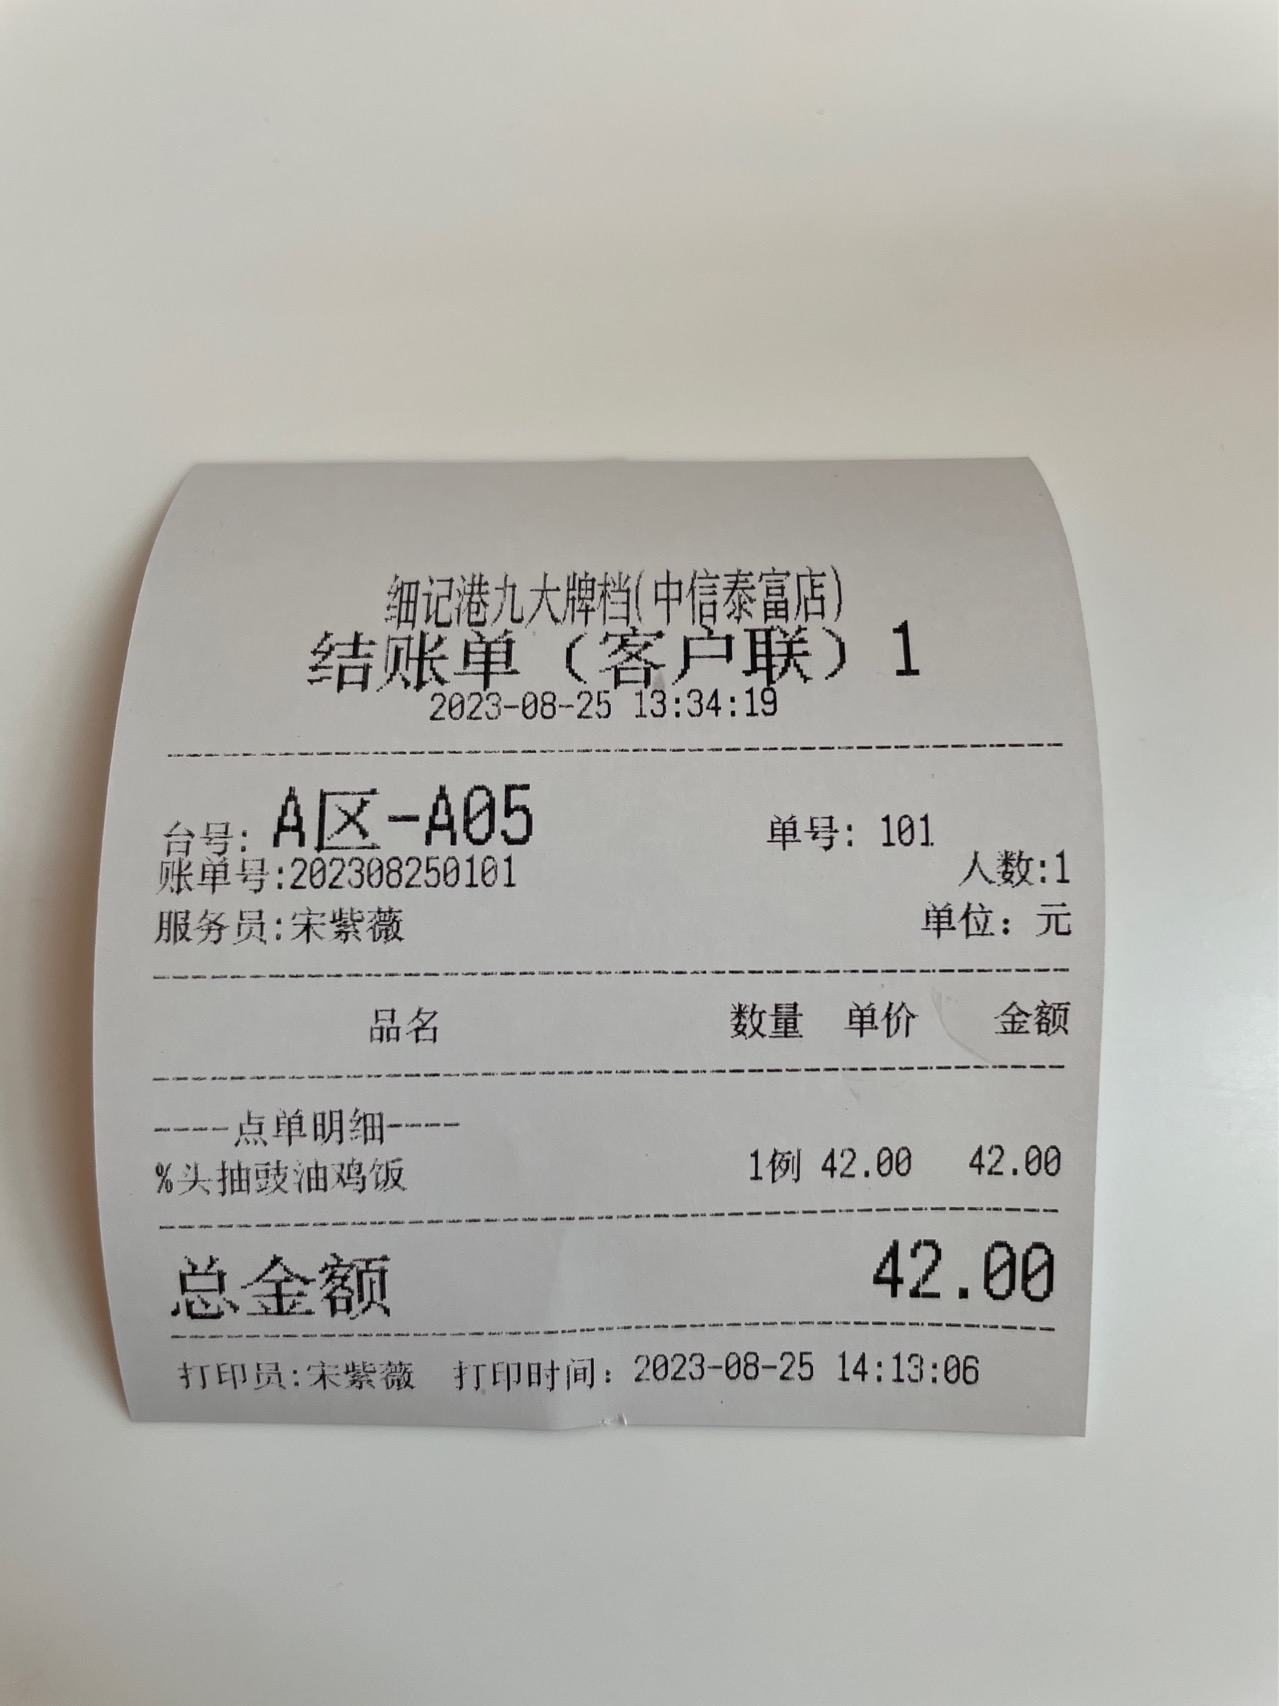 细记港九大牌档(中信泰富店)
结账单（客户联）1
2023-08-25 13:34:19
台号: A区-A05 单号: 101
账单号:202308250101 人数:1
服务员:宋紫薇 单位: 元
品名 数量 单价 金额
----点单明细----
%头抽豉油鸡饭 1例 42.00 42.00
总金额 42.00
打印员:宋紫薇 打印时间: 2023-08-25 14:13:06